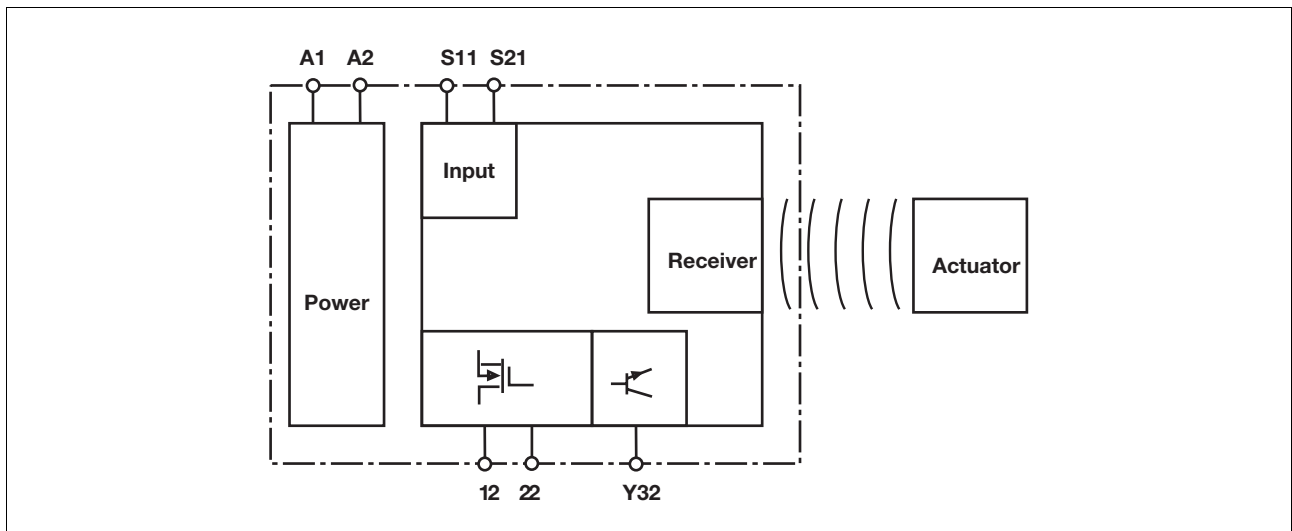 A1 A2 S11 S21
Input
Receiver
Actuator
Power
12 22 Y32